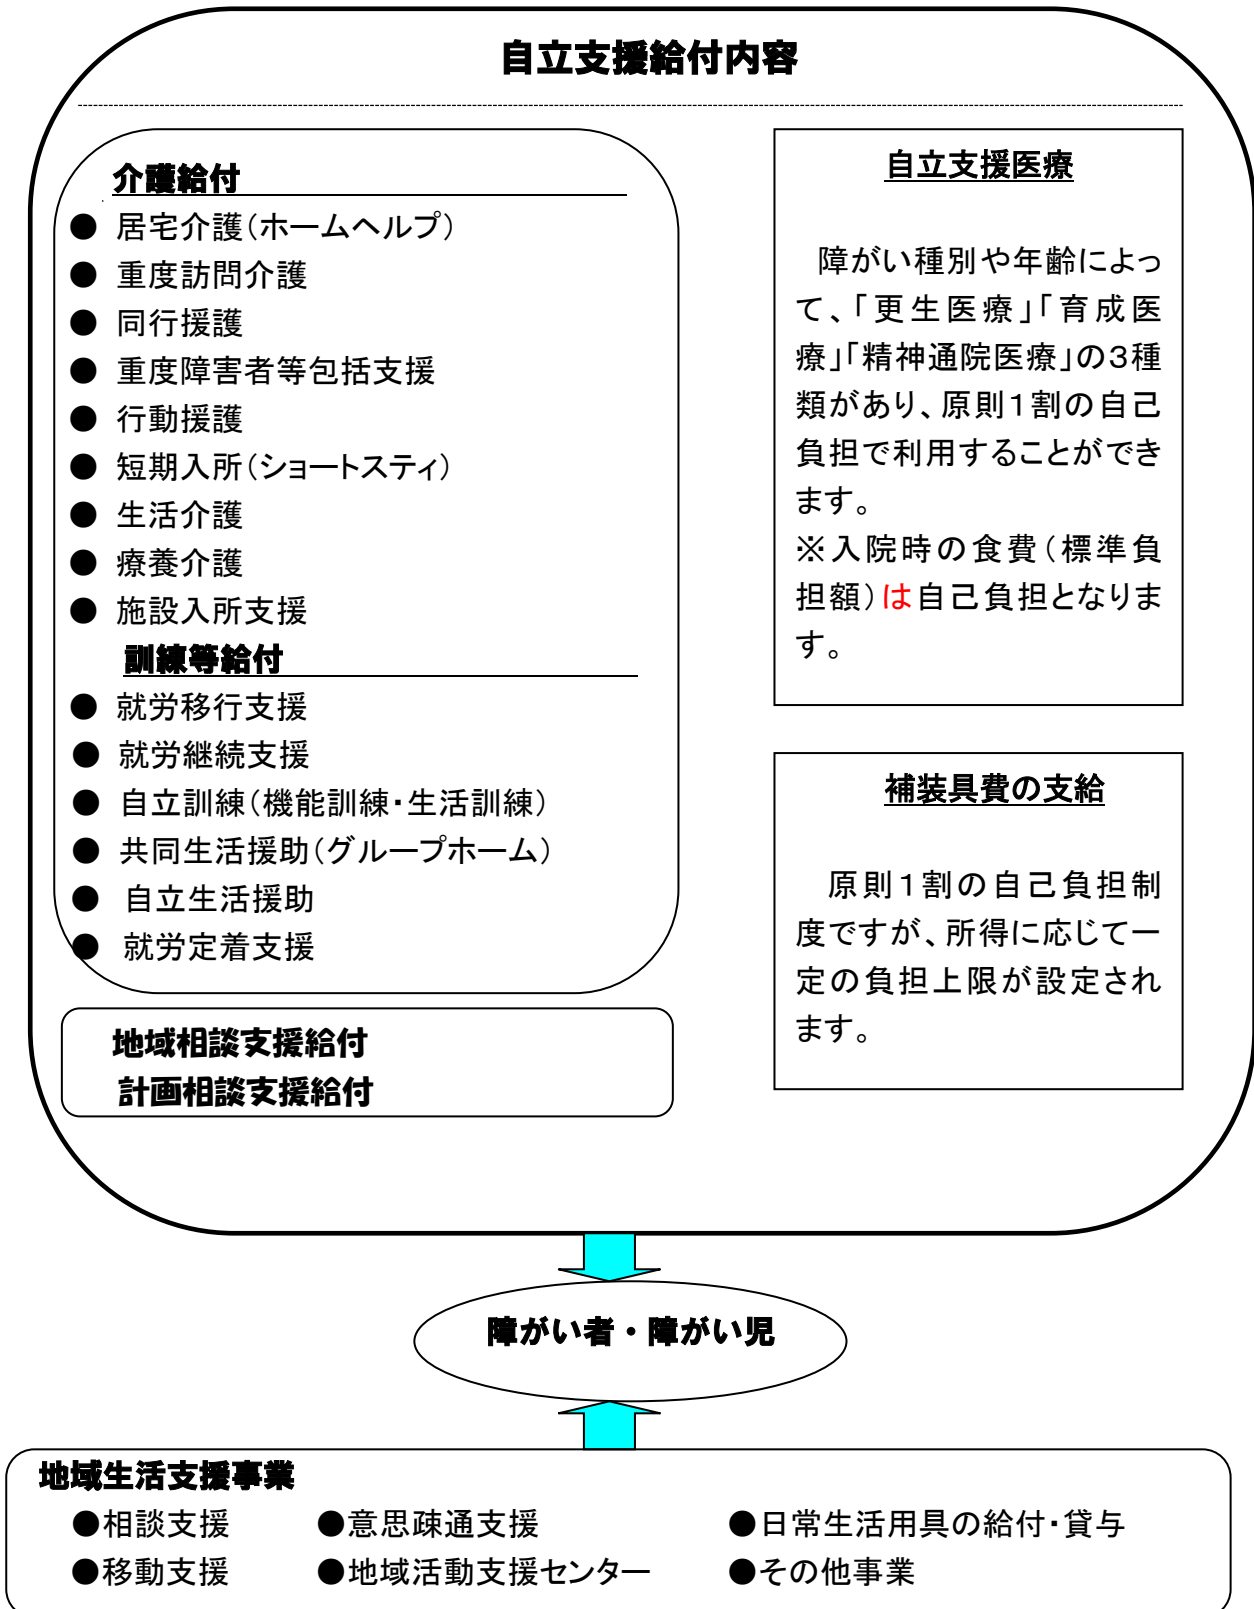 自立支援給付内容
介護給付
● 居宅介護（ホームヘルプ）
● 重度訪問介護
● 同行援護
● 重度障害者等包括支援
● 行動援護
● 短期入所（ショートスティ）
● 生活介護
● 療養介護
● 施設入所支援
訓練等給付
● 就労移行支援
● 就労継続支援
● 自立訓練（機能訓練・生活訓練）
● 共同生活援助（グループホーム）
● 自立生活援助
● 就労定着支援
地域相談支援給付
計画相談支援給付
自立支援医療
障がい種別や年齢によっ
て、「更生医療」「育成医
療」「精神通院医療」の３種
類があり、原則１割の自己
負担で利用することができ
ます。
※入院時の食費（標準負
担額）は自己負担となりま
す。
補装具費の支給
原則１割の自己負担制
度ですが、所得に応じて一
定の負担上限が設定され
ます。
障がい者・障がい児
地域生活支援事業
●相談支援 ●意思疎通支援 ●日常生活用具の給付・貸与
●移動支援 ●地域活動支援センター ●その他事業